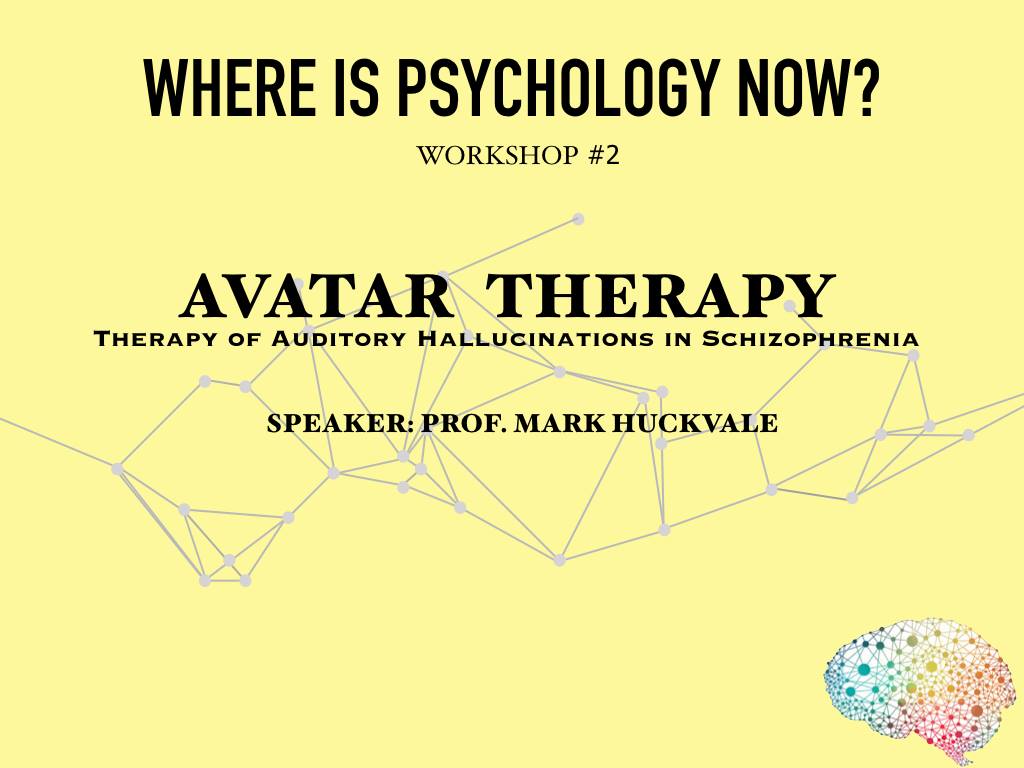 WHERE IS PSYCHOLOGY NOW?
WORKSHOP #2
AVATAR THERAPY
Therapy of Auditory Hallucinations in Schizophrenia
SPEAKER: PROF. MARK HUCKVALE